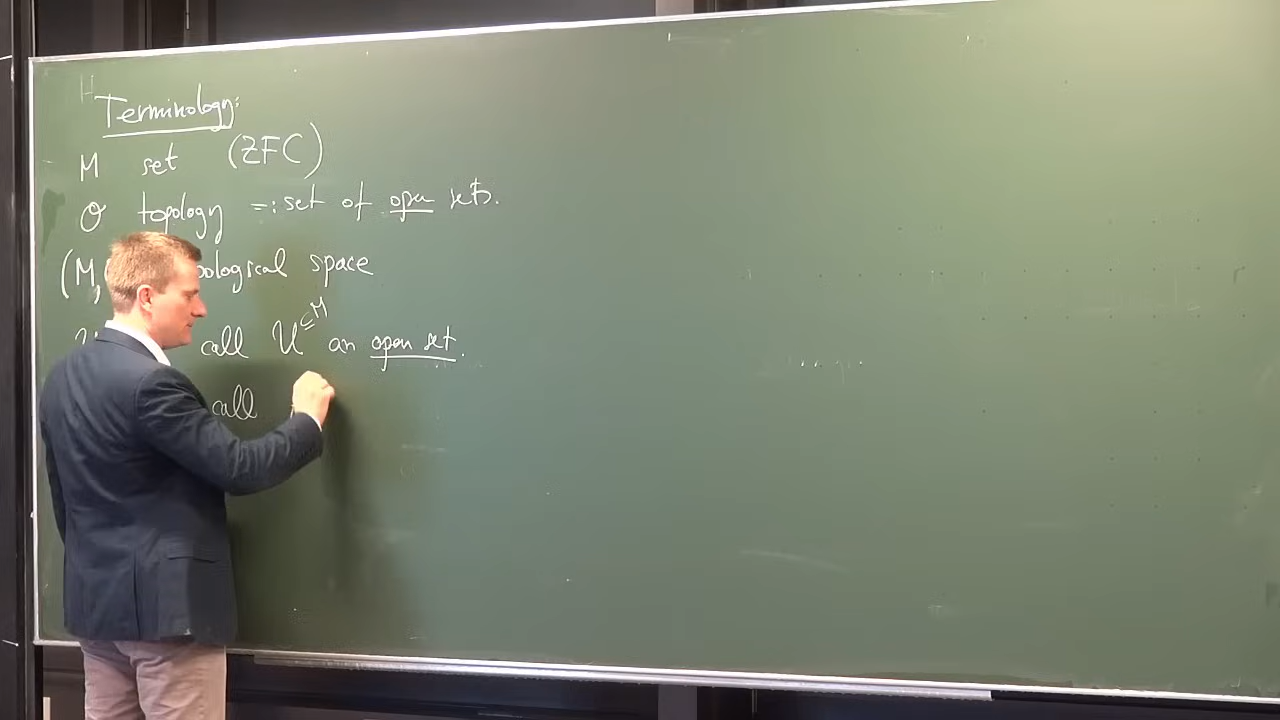 Terminology:
M set (ZFC)
O topology =: set of open sets.
(M, ological space
call U ⊆ M an open set.
call